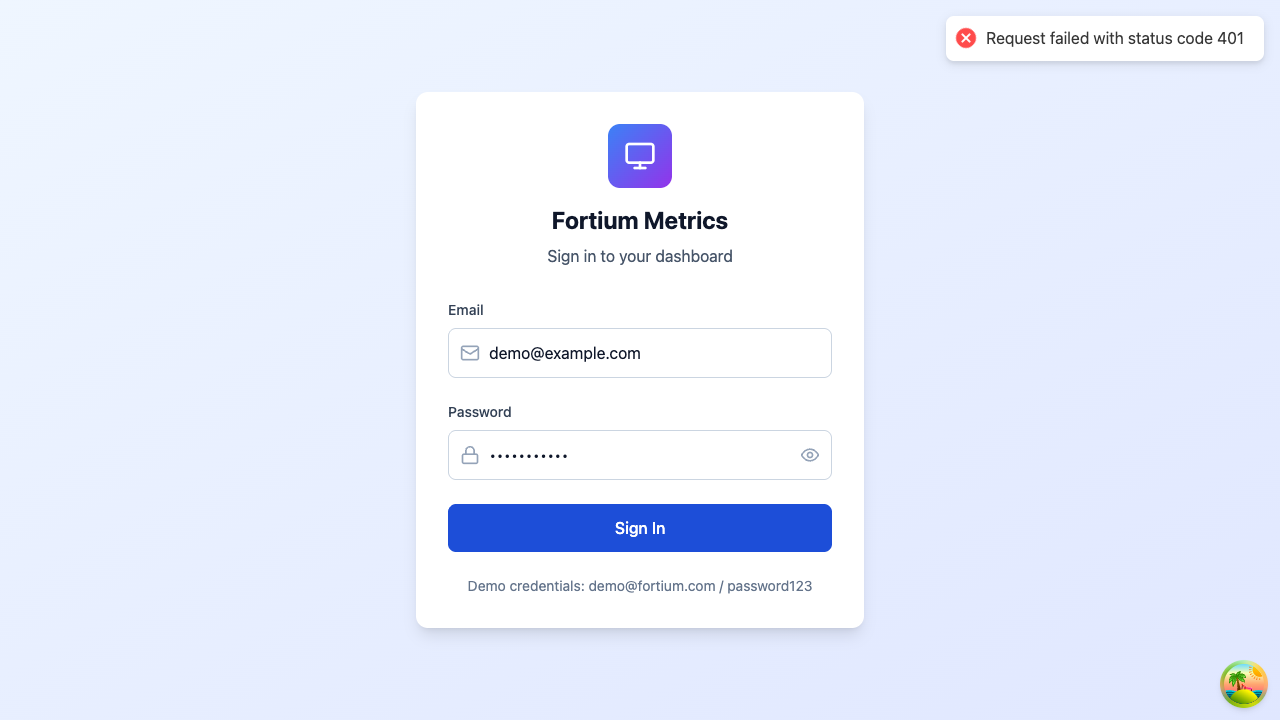 Request failed with status code 401
Fortium Metrics
Sign in to your dashboard
Email
demo@example.com
Password
•••••••••••
Sign In
Demo credentials: demo@fortium.com / password123